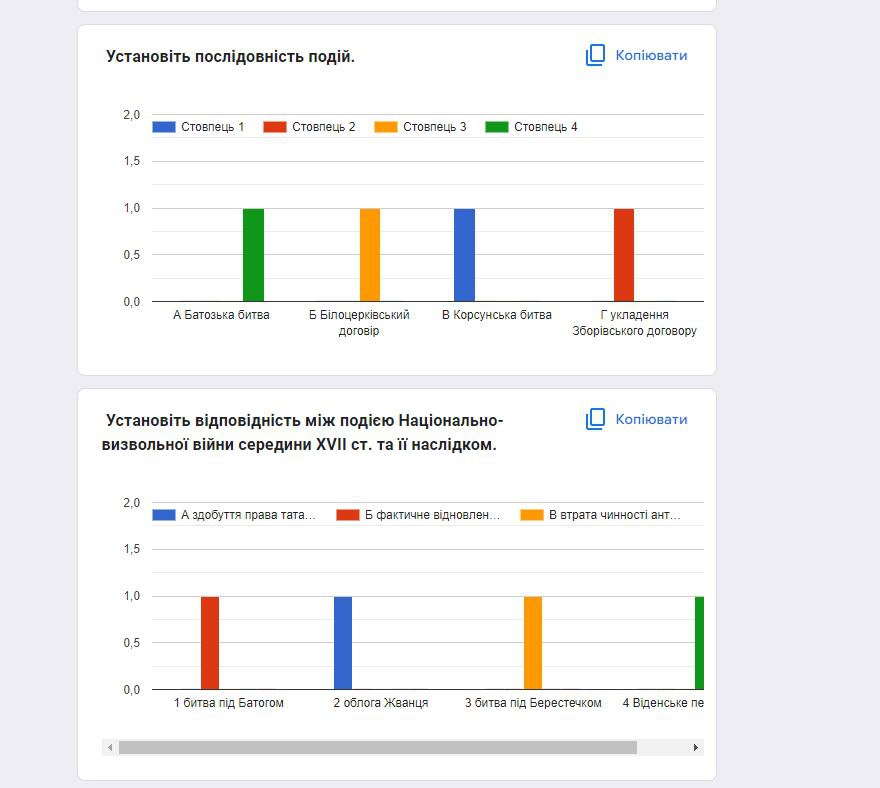 Установіть послідовність подій.
Копіювати
2,0
Стовпець 1 Стовпець 2 Стовпець 3 Стовпець 4
1,5
1,0
0,5
0,0
А Батозька битва
Б Білоцерківський
договір
В Корсунська битва
Г укладення
Зборівського договору
Установіть відповідність між подією Національно-
визвольної війни середини XVII ст. та її наслідком.
Копіювати
2,0
А здобуття права тата... Б фактичне відновлен... В втрата чинності ант...
1,5
1,0
0,5
0,0
1 битва під Батогом 2 облога Жванця 3 битва під Берестечком 4 Віденське пе